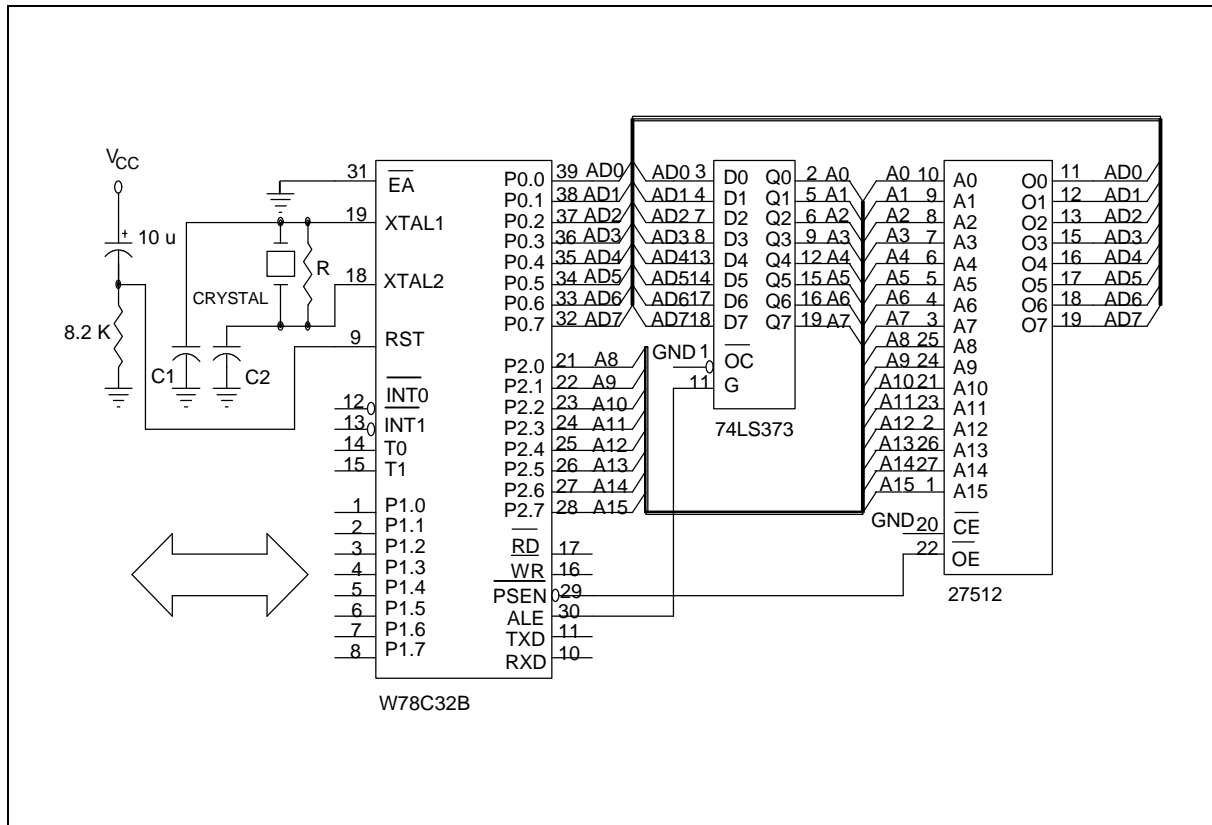 VCC
10 u
8.2 K
C1
C2
CRYSTAL
R
31 EA
19 XTAL1
18 XTAL2
9 RST
12 INT0
13 INT1
14 T0
15 T1
1 P1.0
2 P1.1
3 P1.2
4 P1.3
5 P1.4
6 P1.5
7 P1.6
8 P1.7
P0.0 39 AD0
P0.1 38 AD1
P0.2 37 AD2
P0.3 36 AD3
P0.4 35 AD4
P0.5 34 AD5
P0.6 33 AD6
P0.7 32 AD7
P2.0 21 A8
P2.1 22 A9
P2.2 23 A10
P2.3 24 A11
P2.4 25 A12
P2.5 26 A13
P2.6 27 A14
P2.7 28 A15
RD 17
WR 16
PSEN 29
ALE 30
TXD 11
RXD 10
W78C32B
AD0 3 D0 Q0 2 A0
AD1 4 D1 Q1 5 A1
AD2 7 D2 Q2 6 A2
AD3 8 D3 Q3 9 A3
AD4 13 D4 Q4 12 A4
AD5 14 D5 Q5 15 A5
AD6 17 D6 Q6 16 A6
AD7 18 D7 Q7 19 A7
GND 1 OC
11 G
74LS373
A0 10 A0 O0 11 AD0
A1 9 A1 O1 12 AD1
A2 8 A2 O2 13 AD2
A3 7 A3 O3 15 AD3
A4 6 A4 O4 16 AD4
A5 5 A5 O5 17 AD5
A6 4 A6 O6 18 AD6
A7 3 A7 O7 19 AD7
A8 25 A8
A9 24 A9
A10 21 A10
A11 23 A11
A12 2 A12
A13 26 A13
A14 27 A14
A15 1 A15
GND 20 CE
22 OE
27512